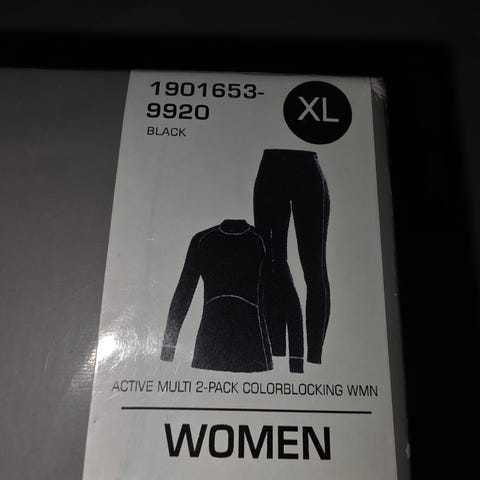 1901653-
9920
XL
BLACK
ACTIVE MULTI 2-PACK COLORBLOCKING WMN
WOMEN